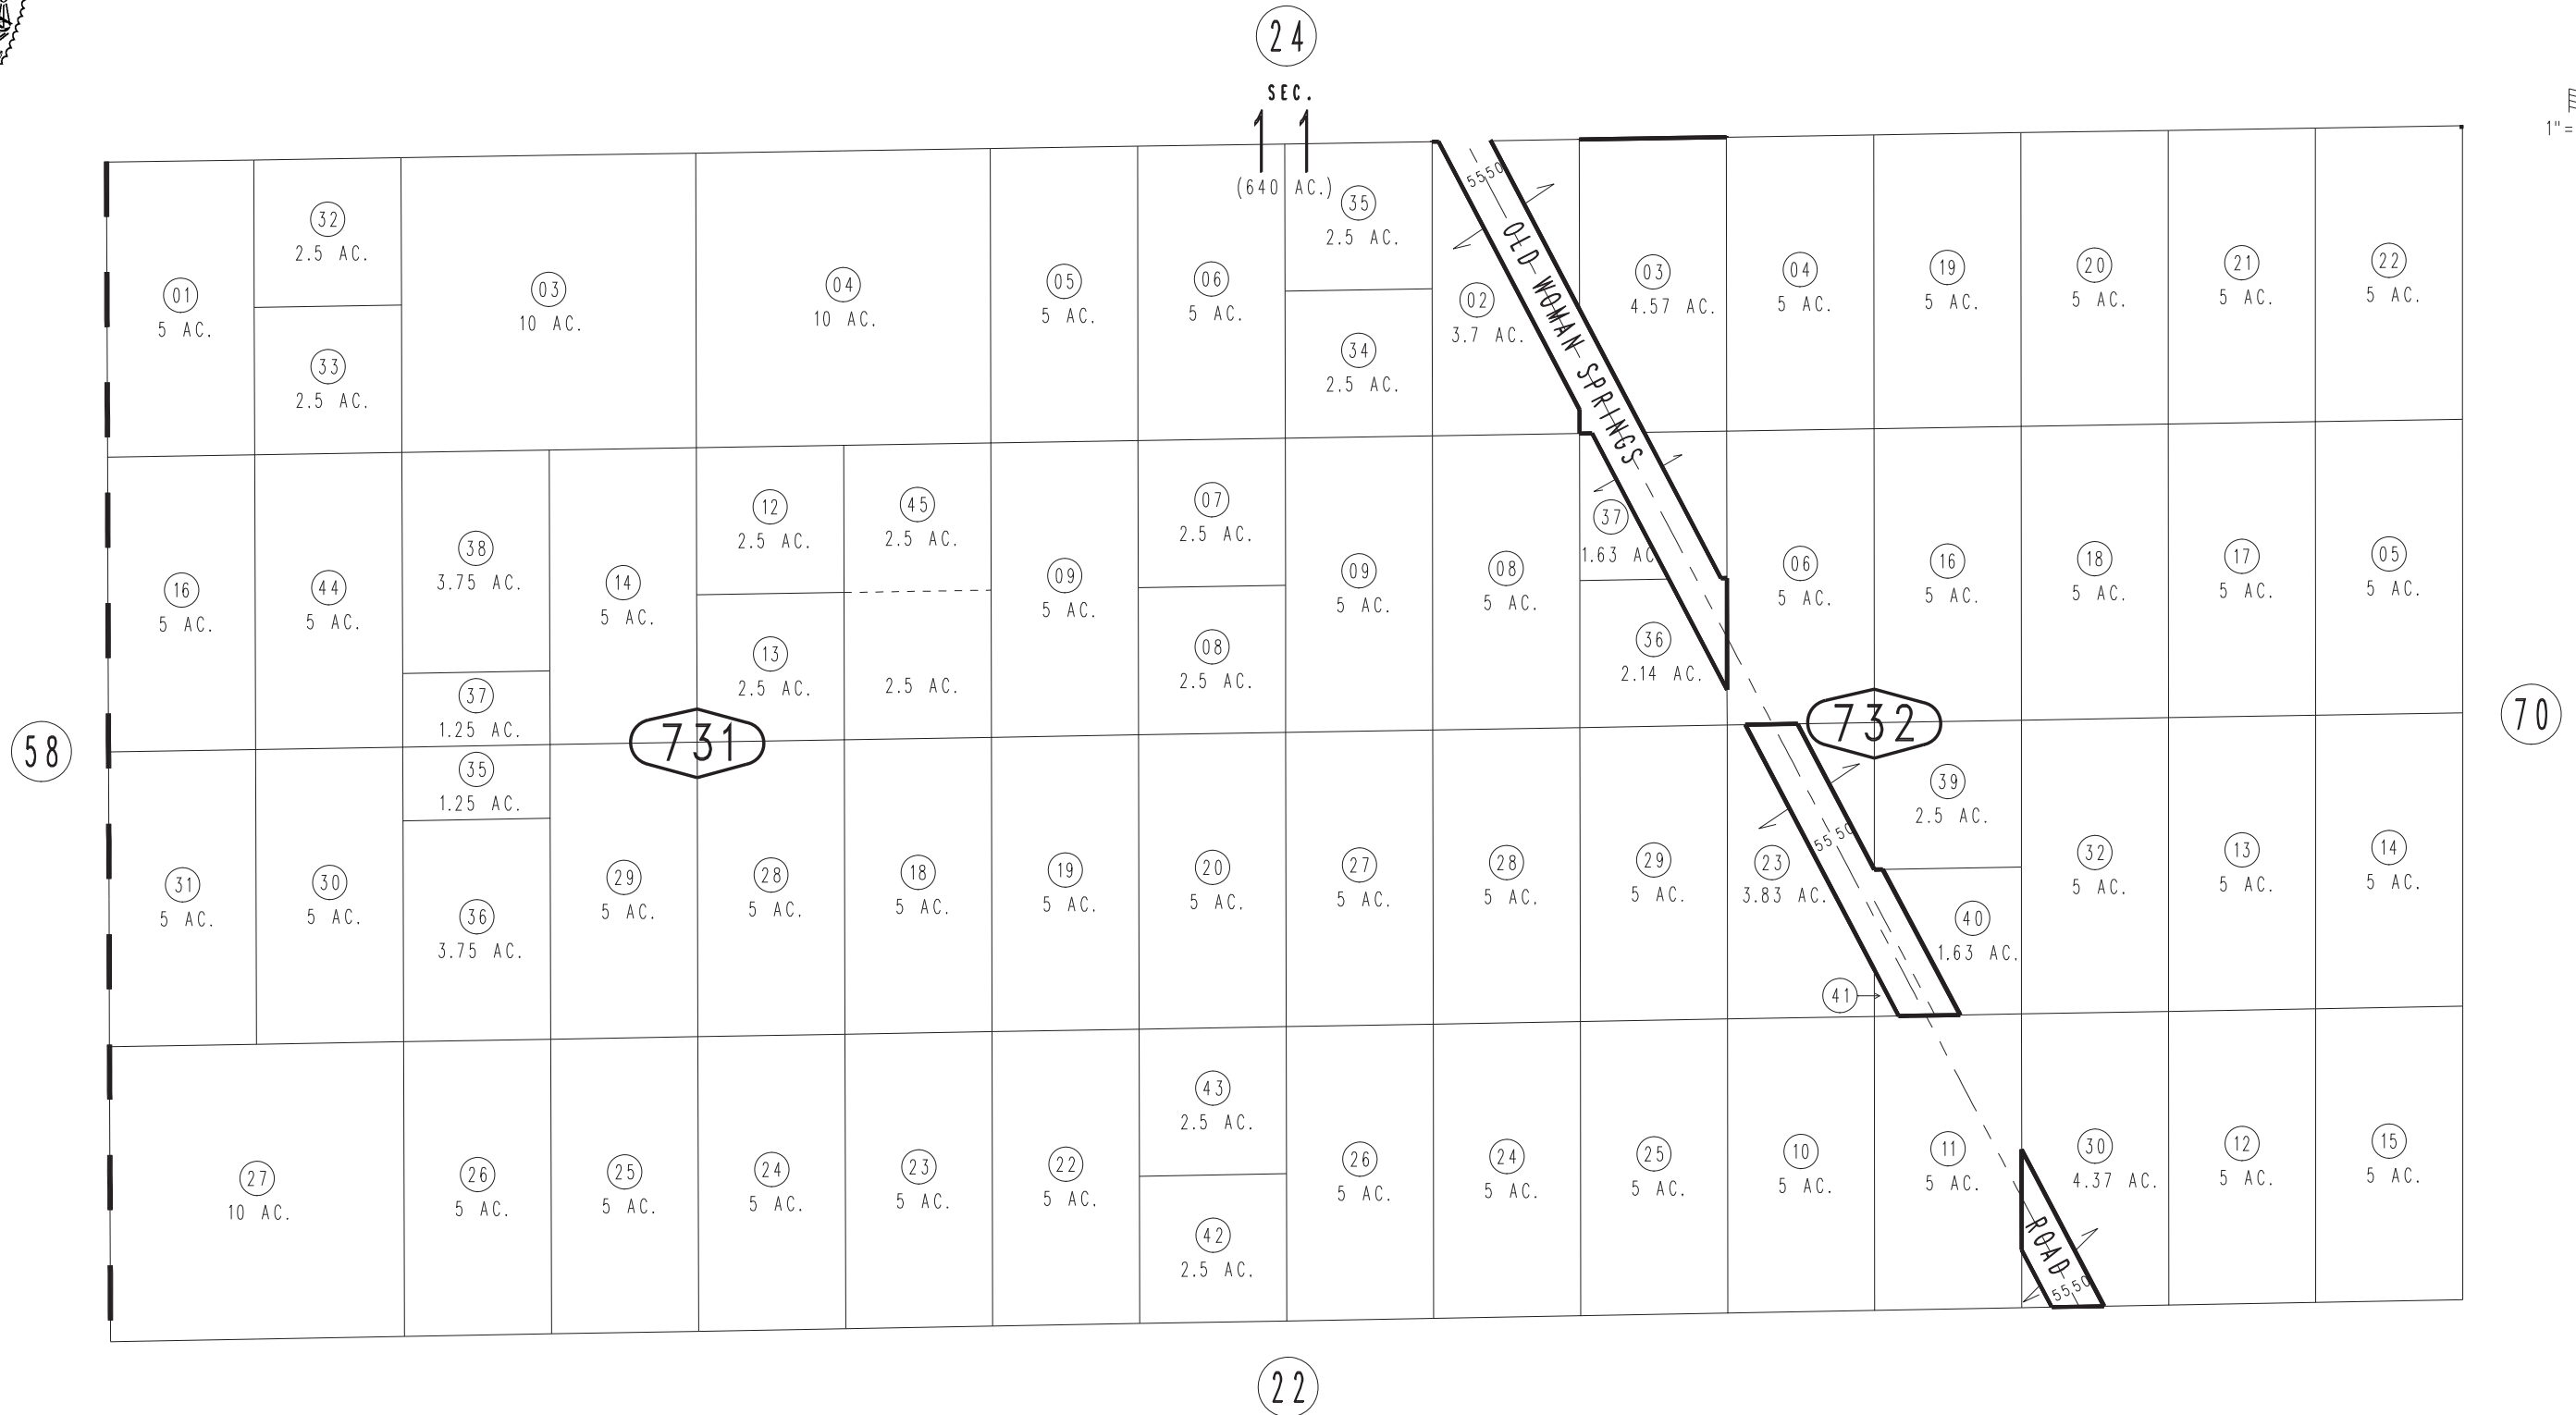 24
SEC.
11
(640 AC.)
1"=
01
5 AC.
32
2.5 AC.
33
2.5 AC.
03
10 AC.
04
10 AC.
05
5 AC.
06
5 AC.
35
2.5 AC.
34
2.5 AC.
02
3.7 AC.
5550
OLD WOMAN SPRINGS
03
4.57 AC.
04
5 AC.
19
5 AC.
20
5 AC.
21
5 AC.
22
5 AC.
16
5 AC.
44
5 AC.
38
3.75 AC.
37
1.25 AC.
14
5 AC.
12
2.5 AC.
13
2.5 AC.
45
2.5 AC.
2.5 AC.
09
5 AC.
07
2.5 AC.
08
2.5 AC.
09
5 AC.
08
5 AC.
37
1.63 AC
36
2.14 AC.
06
5 AC.
16
5 AC.
18
5 AC.
17
5 AC.
05
5 AC.
58
731
732
70
31
5 AC.
30
5 AC.
35
1.25 AC.
36
3.75 AC.
29
5 AC.
28
5 AC.
18
5 AC.
19
5 AC.
20
5 AC.
27
5 AC.
28
5 AC.
29
5 AC.
23
3.83 AC.
5550
41
39
2.5 AC.
40
1.63 AC.
32
5 AC.
13
5 AC.
14
5 AC.
27
10 AC.
26
5 AC.
25
5 AC.
24
5 AC.
23
5 AC.
22
5 AC.
43
2.5 AC.
42
2.5 AC.
26
5 AC.
24
5 AC.
25
5 AC.
10
5 AC.
11
5 AC.
ROAD
5550
30
4.37 AC.
12
5 AC.
15
5 AC.
22